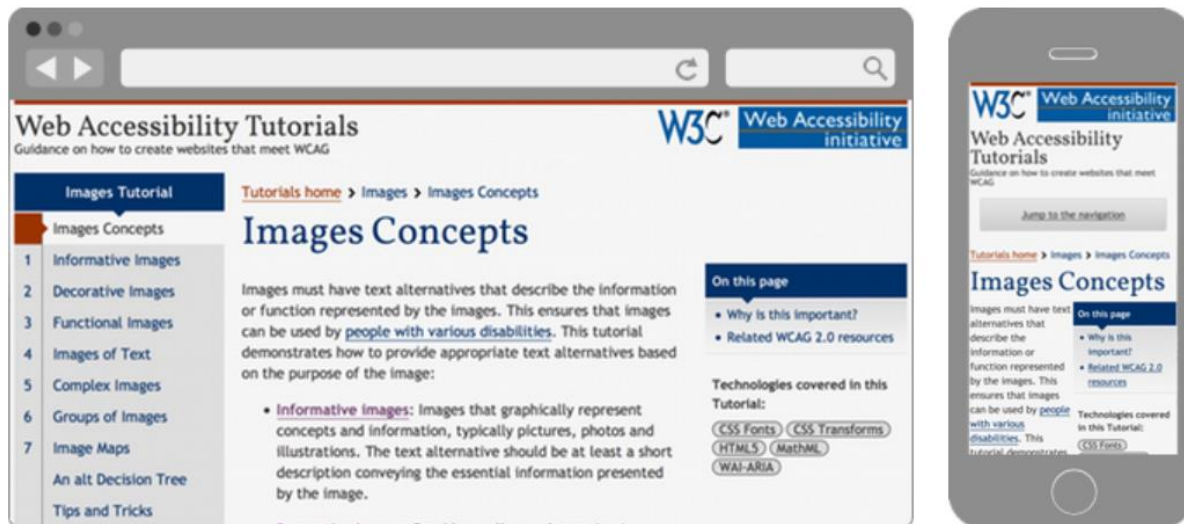 Web Accessibility Tutorials
Guidance on how to create websites that meet WCAG
W3C® Web Accessibility
initiative
Images Tutorial
Images Concepts
1 Informative Images
2 Decorative Images
3 Functional Images
4 Images of Text
5 Complex Images
6 Groups of Images
7 Image Maps
An alt Decision Tree
Tips and Tricks
Tutorials home › Images › Images Concepts
Images Concepts
Images must have text alternatives that describe the information
or function represented by the images. This ensures that images
can be used by people with various disabilities. This tutorial
demonstrates how to provide appropriate text alternatives based
on the purpose of the image:
• Informative images: Images that graphically represent
concepts and information, typically pictures, photos and
illustrations. The text alternative should be at least a short
description conveying the essential information presented
by the image.
On this page
• Why is this important?
• Related WCAG 2.0 resources
Technologies covered in this
Tutorial:
CSS Fonts CSS Transforms
HTML5 MathML
WAI-ARIA
W3C® Web Accessibility
initiative
Web Accessibility
Tutorials
Guidance on how to create websites that meet
WCAG
Jump to the navigation
Tutorials home › Images › Images Concepts
Images Concepts
Images must have text
alternatives that
describe the
information or
function represented
by the images. This
ensures that images
can be used by people
with various
disabilities. This
tutorial demonstrates
On this page
• Why is this
important?
• Related WCAG 2.0
resources
Technologies covered
in this Tutorial:
CSS Fonts